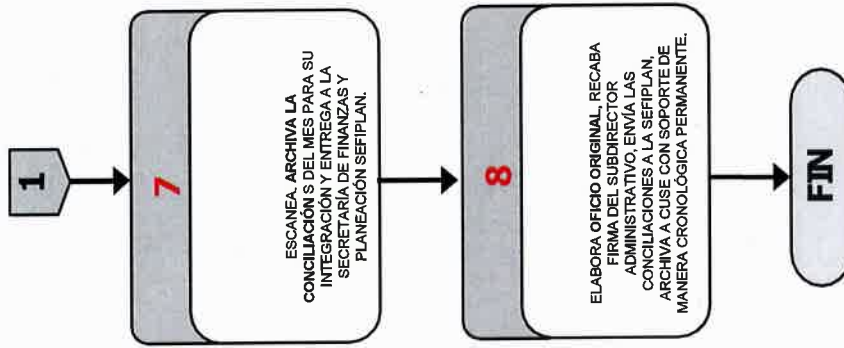 1
7
ESCANEA. ARCHIVA LA
CONCILIACIÓN S DEL MES PARA SU
INTEGRACIÓN Y ENTREGA A LA
SECRETARÍA DE FINANZAS Y
PLANEACIÓN SEFIPLAN.
8
ELABORA OFICIO ORIGINAL, RECABA
FIRMA DEL SUBDIRECTOR
ADMINISTRATIVO, ENVÍA LAS
CONCILIACIONES A LA SEFIPLAN,
ARCHIVA A CUSE CON SOPORTE DE
MANERA CRONOLÓGICA PERMANENTE.
FIN